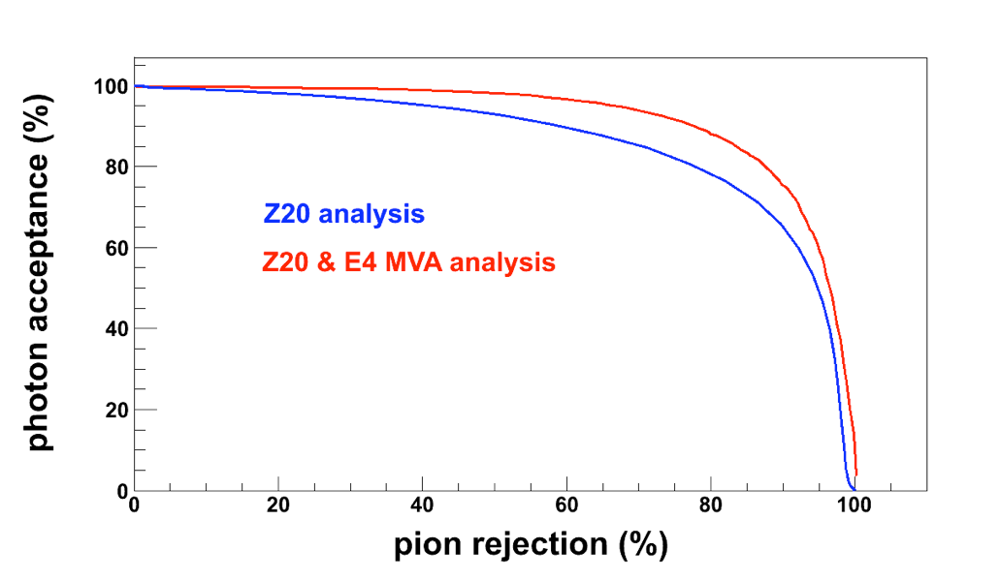 photon acceptance (%)
100
80
60
40
20
0
Z20 analysis
Z20 & E4 MVA analysis
0 20 40 60 80 100
pion rejection (%)